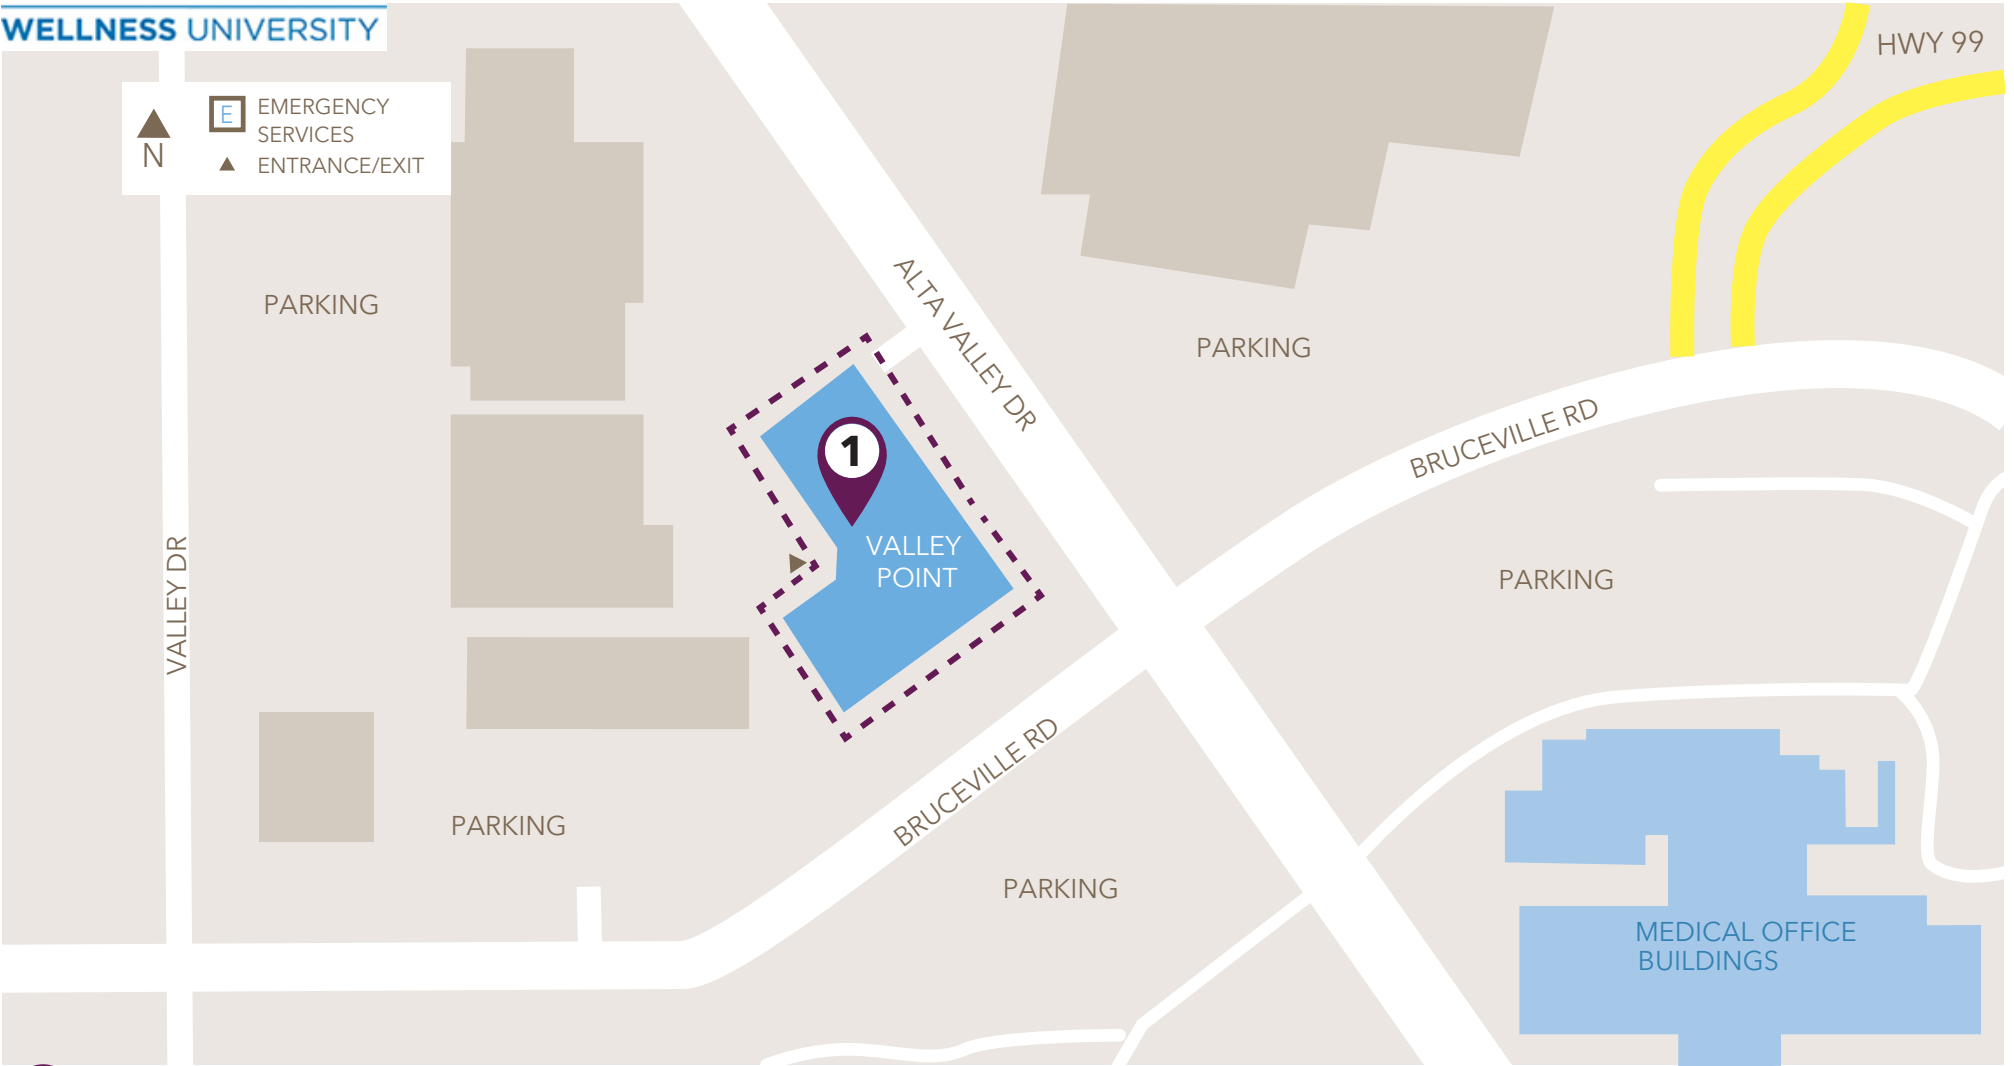 WELLNESS UNIVERSITY
HWY 99
E
EMERGENCY
SERVICES
N
ENTRANCE/EXIT
PARKING
ALTA VALLEY DR
PARKING
BRUCEVILLE RD
1
VALLEY
POINT
VALLEY DR
PARKING
BRUCEVILLE RD
PARKING
PARKING
MEDICAL OFFICE
BUILDINGS